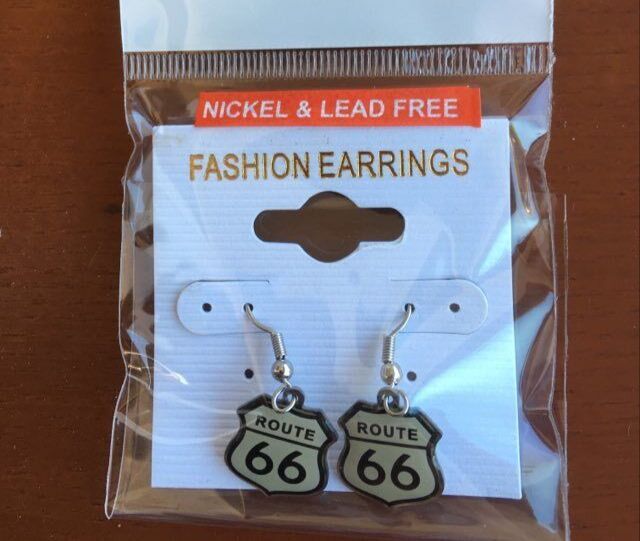 NICKEL & LEAD FREE
FASHION EARRINGS
ROUTE
66
ROUTE
66